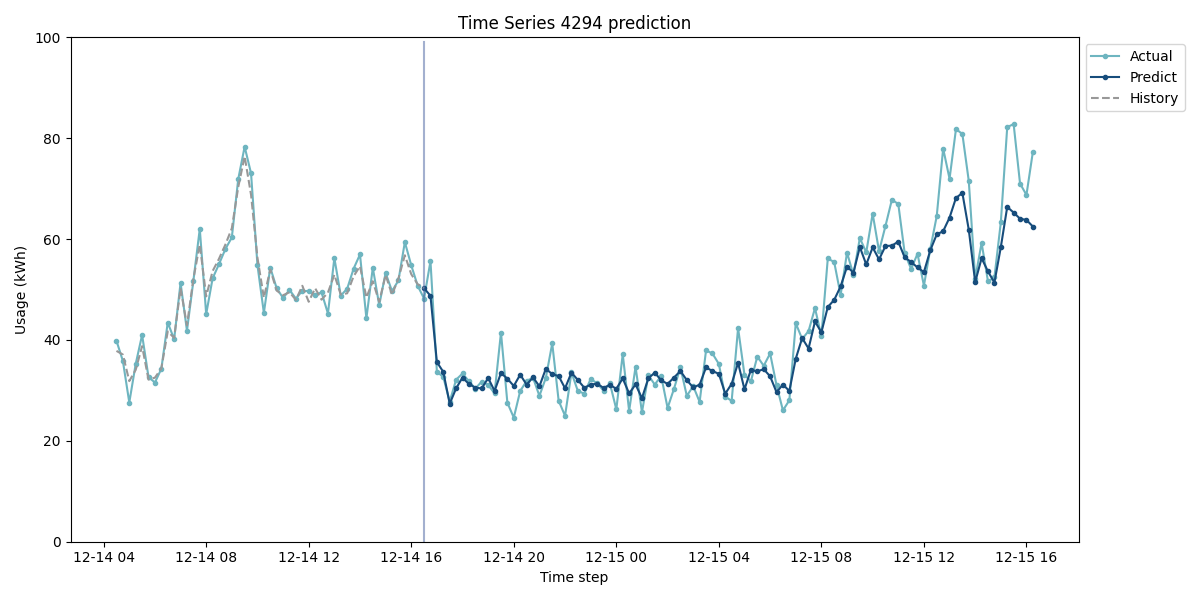 Time Series 4294 prediction
100
80
60
40
20
0
Usage (kWh)
12-14 04
12-14 08
12-14 12
12-14 16
12-14 20
12-15 00
12-15 04
12-15 08
12-15 12
12-15 16
Time step
Actual
Predict
History